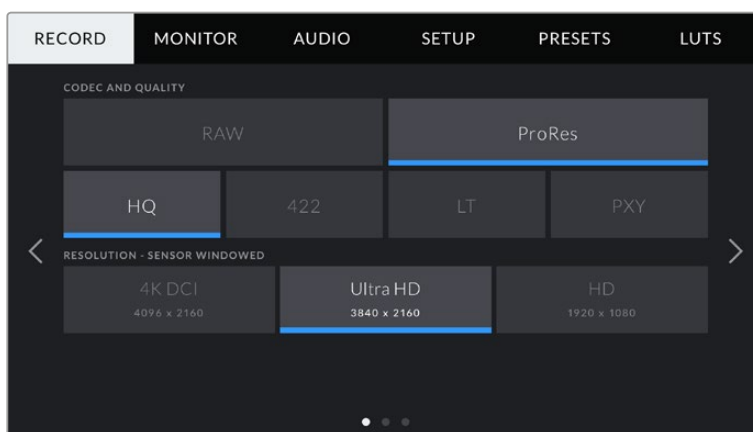 RECORD MONITOR AUDIO SETUP PRESETS LUTS
CODEC AND QUALITY
RAW ProRes
HQ 422 LT PXY
RESOLUTION - SENSOR WINDOWED
4K DCI Ultra HD HD
4096 x 2160 3840 x 2160 1920 x 1080